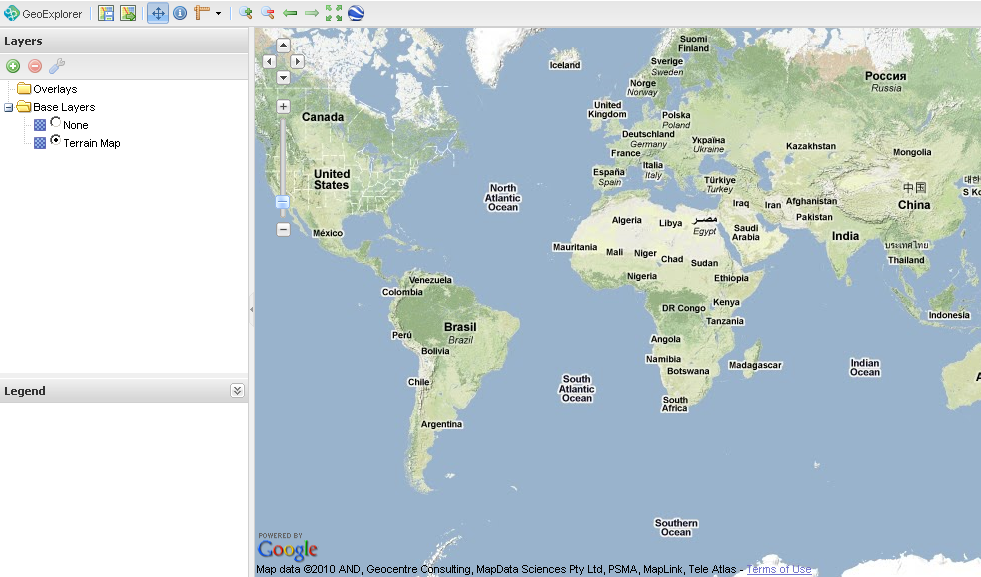 GeoExplorer
Layers
Overlays
Base Layers
None
Terrain Map
Legend
Suomi
Finland
Iceland
Sverige
Sweden
Россия
Russia
Norge
Norway
United
Kingdom
Polska
Poland
Canada
Deutschland
Germany
Україна
Ukraine
Kazakhstan
Mongolia
France
Italia
Italy
España
Spain
Türkiye
Turkey
United
States
North
Atlantic
Ocean
中国
China
대한
S Ko
Iraq
Iran
Afghanistan
Pakistan
Algeria
Libya
مصر
Egypt
Saudi
Arabia
India
México
Mauritania
Mali
Niger
Chad
Sudan
ประเทศไทย
Thailand
Nigeria
Ethiopia
Venezuela
Colombia
Kenya
DR Congo
Tanzania
Indonesia
Brasil
Brazil
Perú
Bolivia
Angola
Namibia
Botswana
Madagascar
Indian
Ocean
A
Chile
South
Atlantic
Ocean
South
Africa
Argentina
Southern
Ocean
POWERED BY
Google
Map data ©2010 AND, Geocentre Consulting, MapData Sciences Pty Ltd, PSMA, MapLink, Tele Atlas - Terms of Use